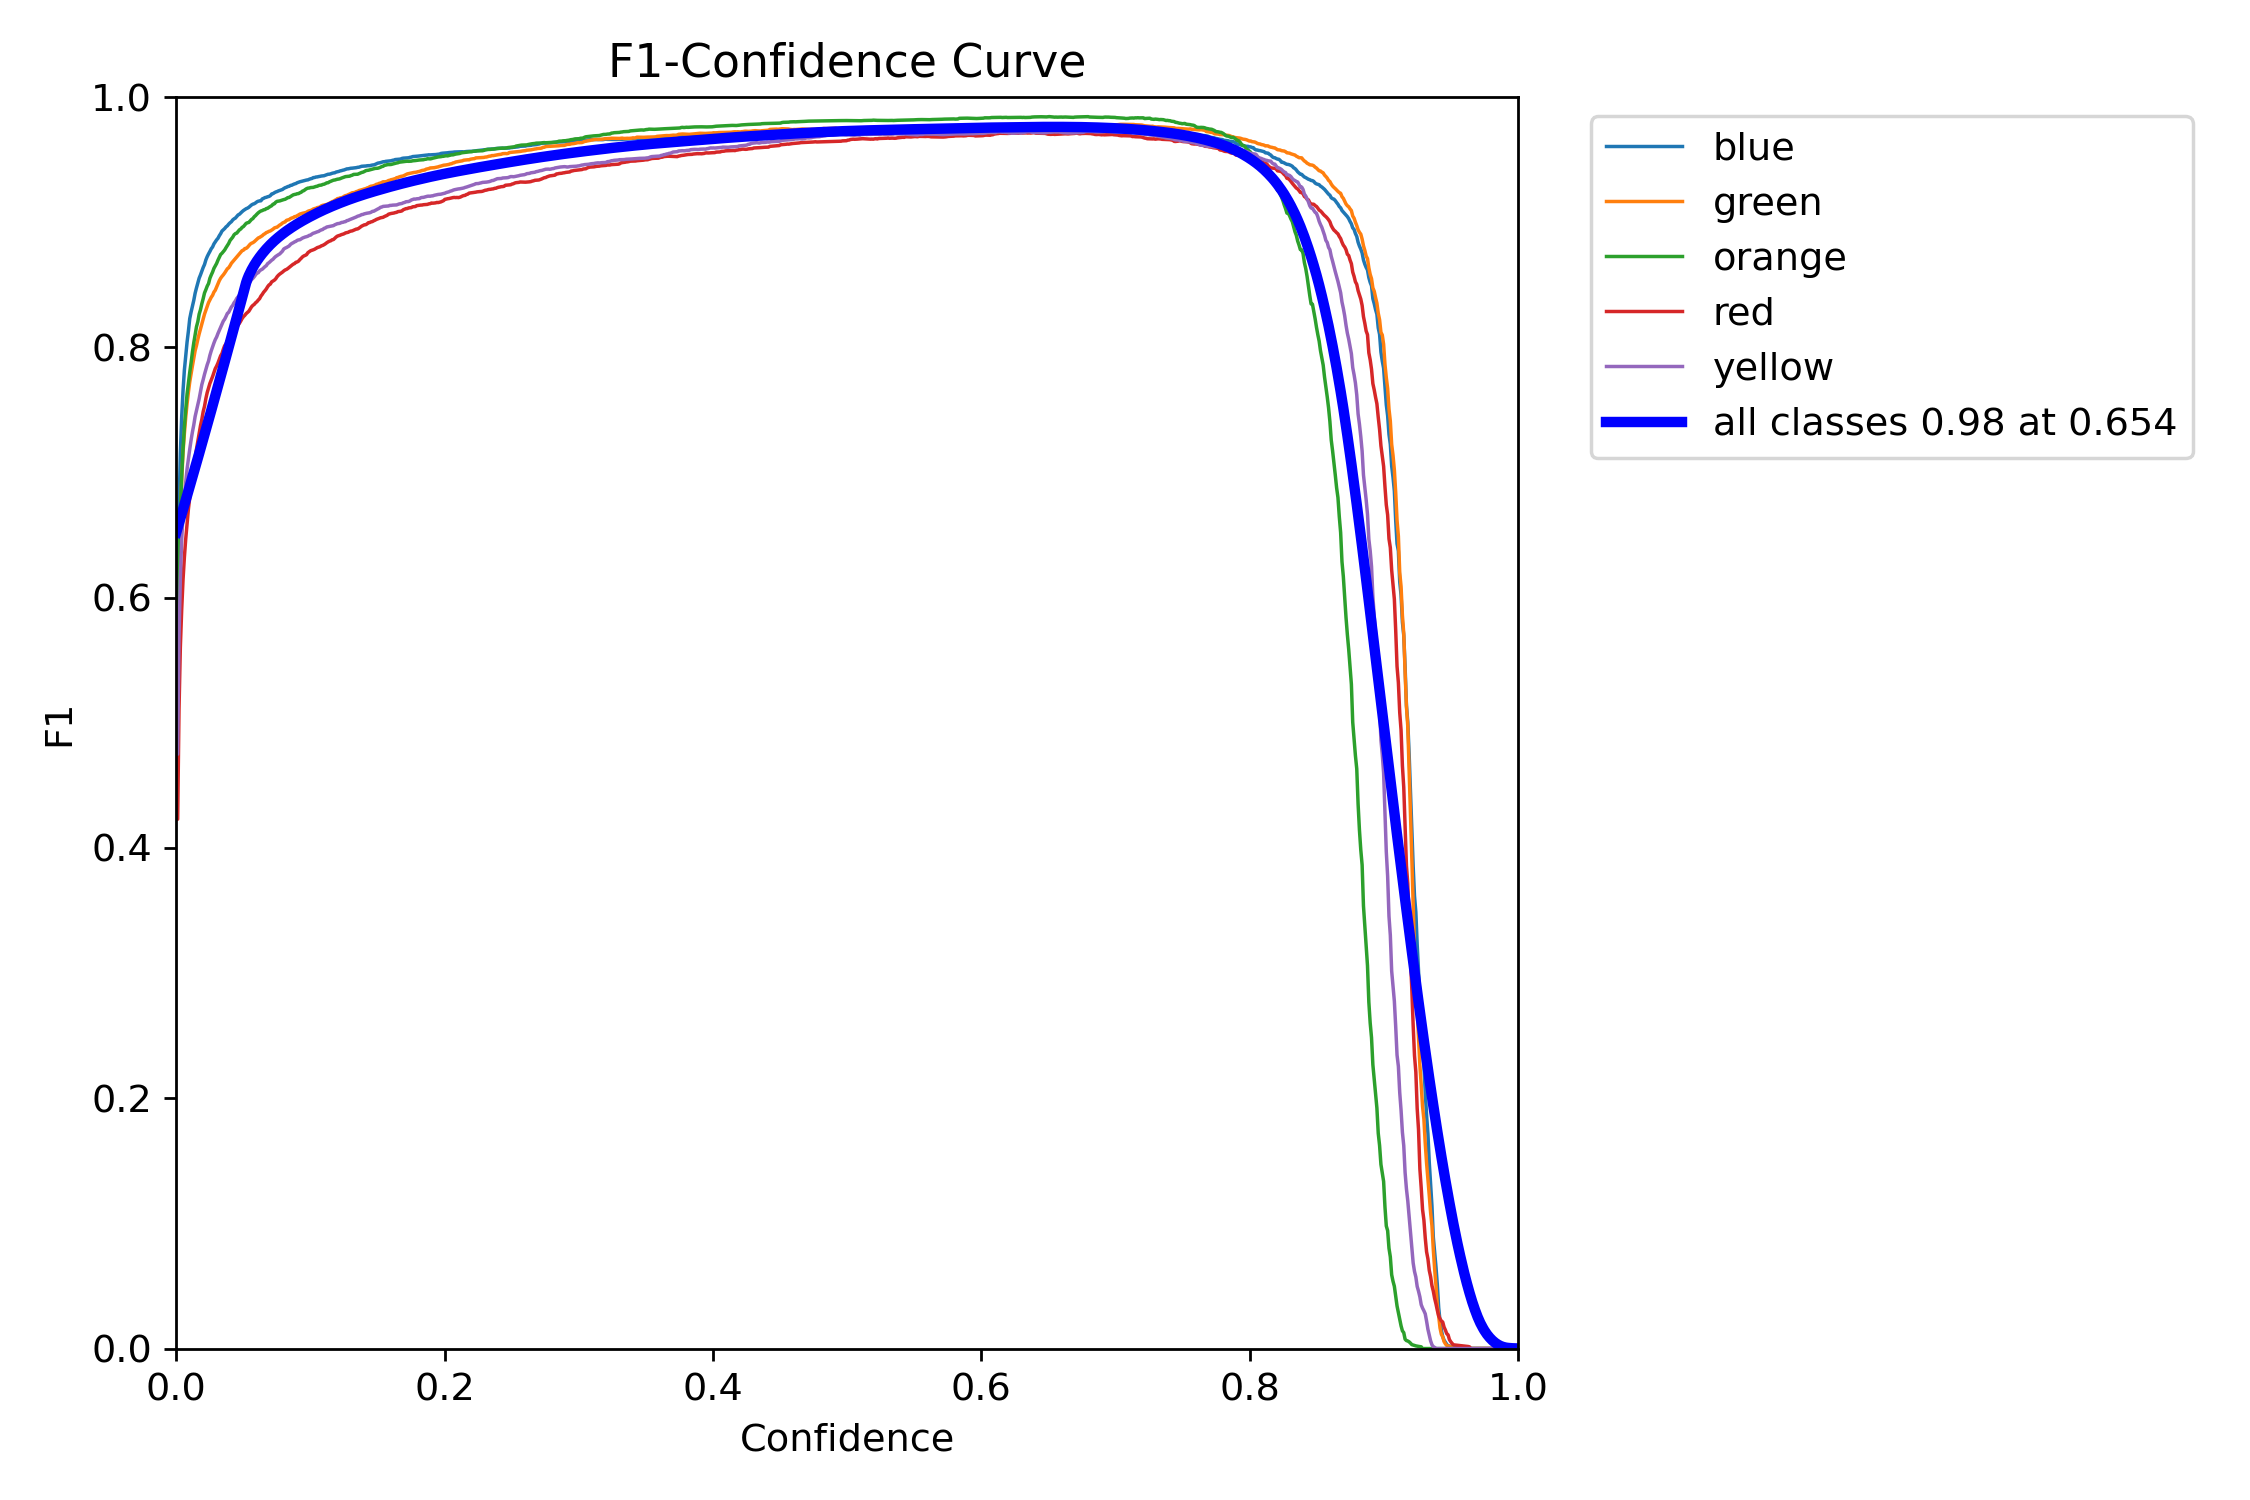 F1-Confidence Curve
1.0
0.8
0.6
0.4
0.2
0.0
F1
0.0 0.2 0.4 0.6 0.8 1.0
Confidence
blue
green
orange
red
yellow
all classes 0.98 at 0.654